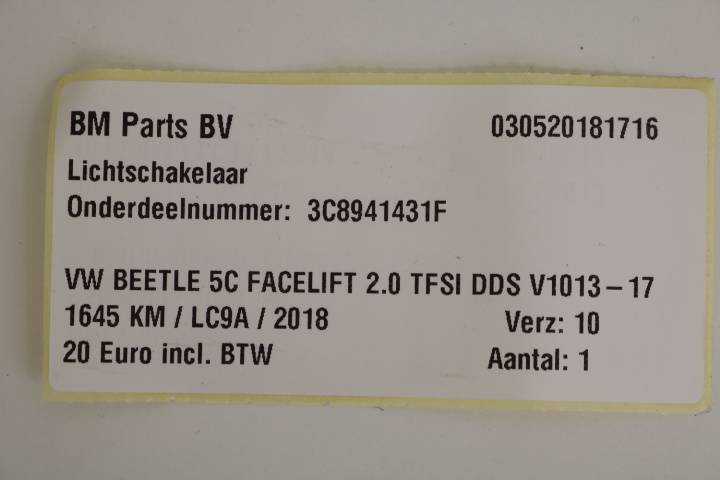 BM Parts BV 030520181716
Lichtschakelaar
Onderdeelnummer: 3C8941431F
VW BEETLE 5C FACELIFT 2.0 TFSI DDS V1013-17
1645 KM / LC9A / 2018 Verz: 10
20 Euro incl. BTW Aantal: 1